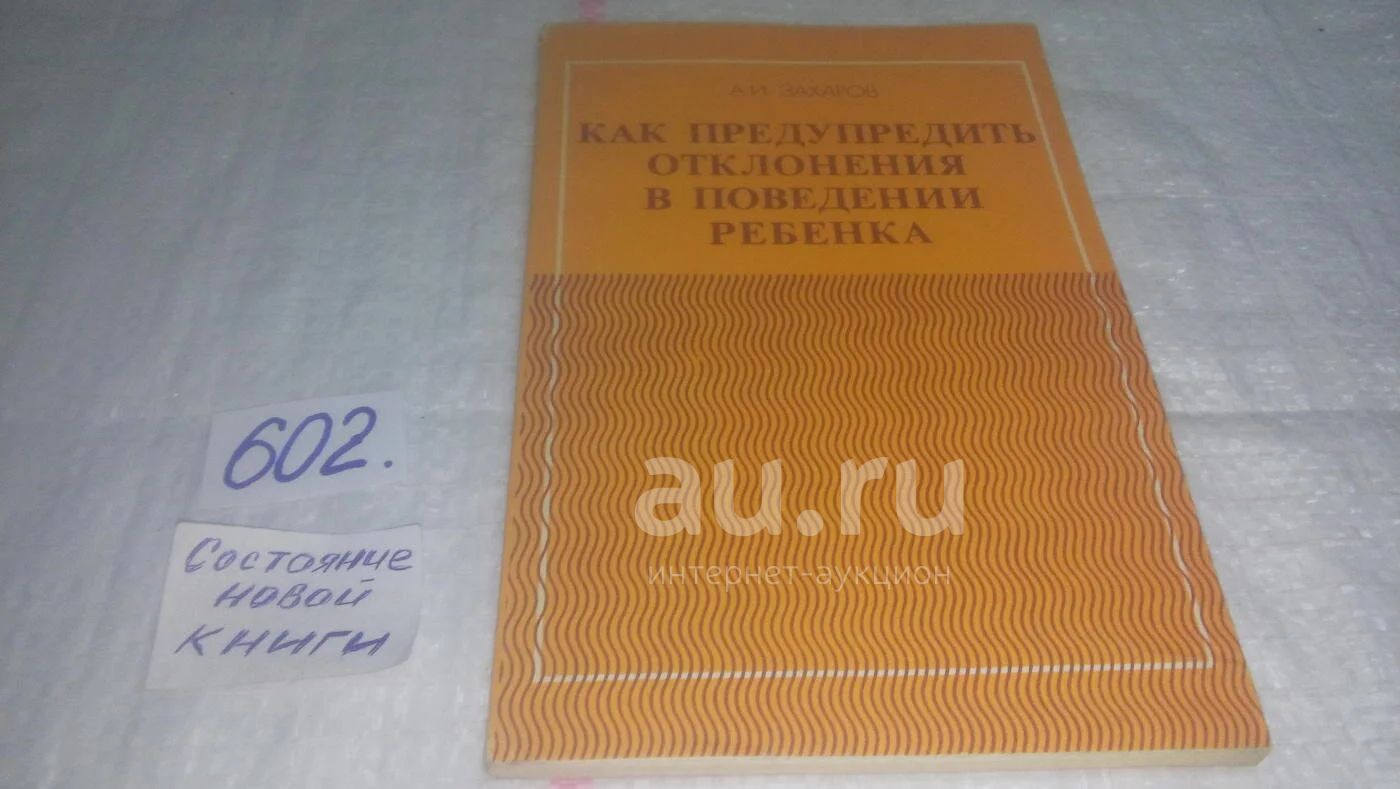 А.И. ЗАХАРОВ
КАК ПРЕДУПРЕДИТЬ
ОТКЛОНЕНИЯ
В ПОВЕДЕНИИ
РЕБЕНКА
602.
Состояние
новой
книги
au.ru
интернет-аукцион